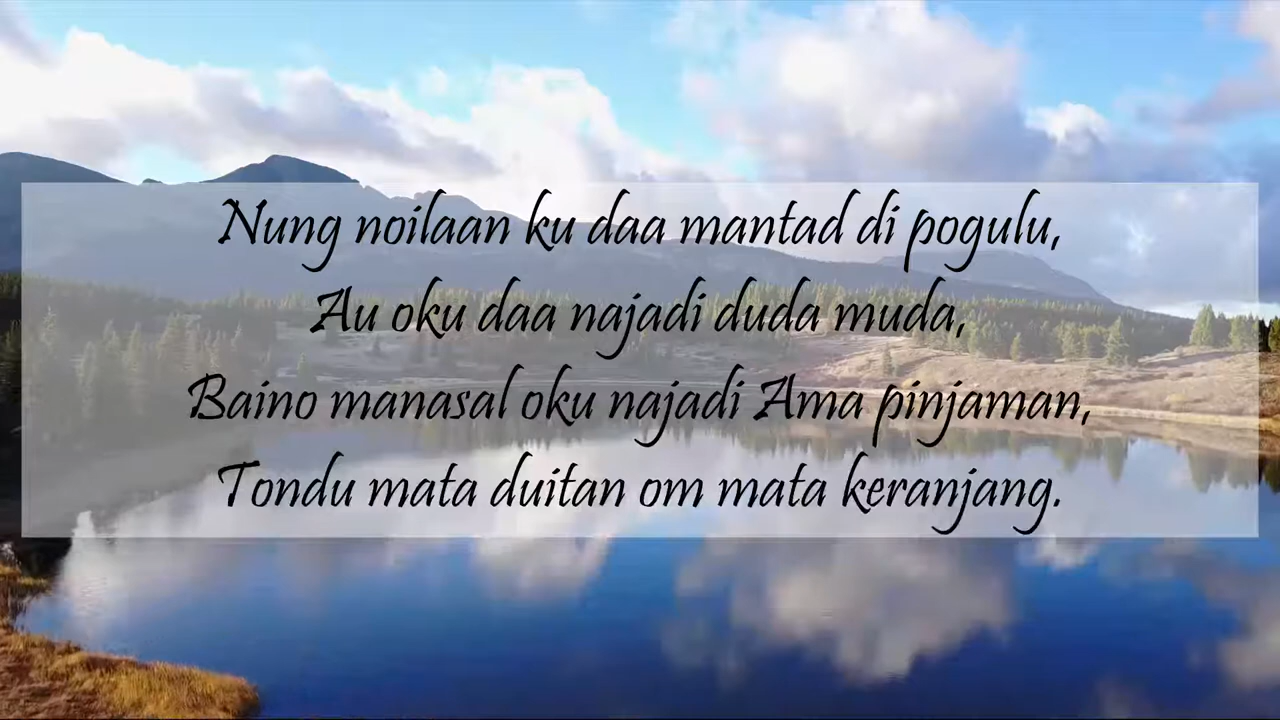 Nung noilaan ku daa mantad di pogulu,
Au oku daa najadi duda muda,
Baino manasal oku najadi Ama pinjaman,
Tondu mata duitan om mata keranjang.